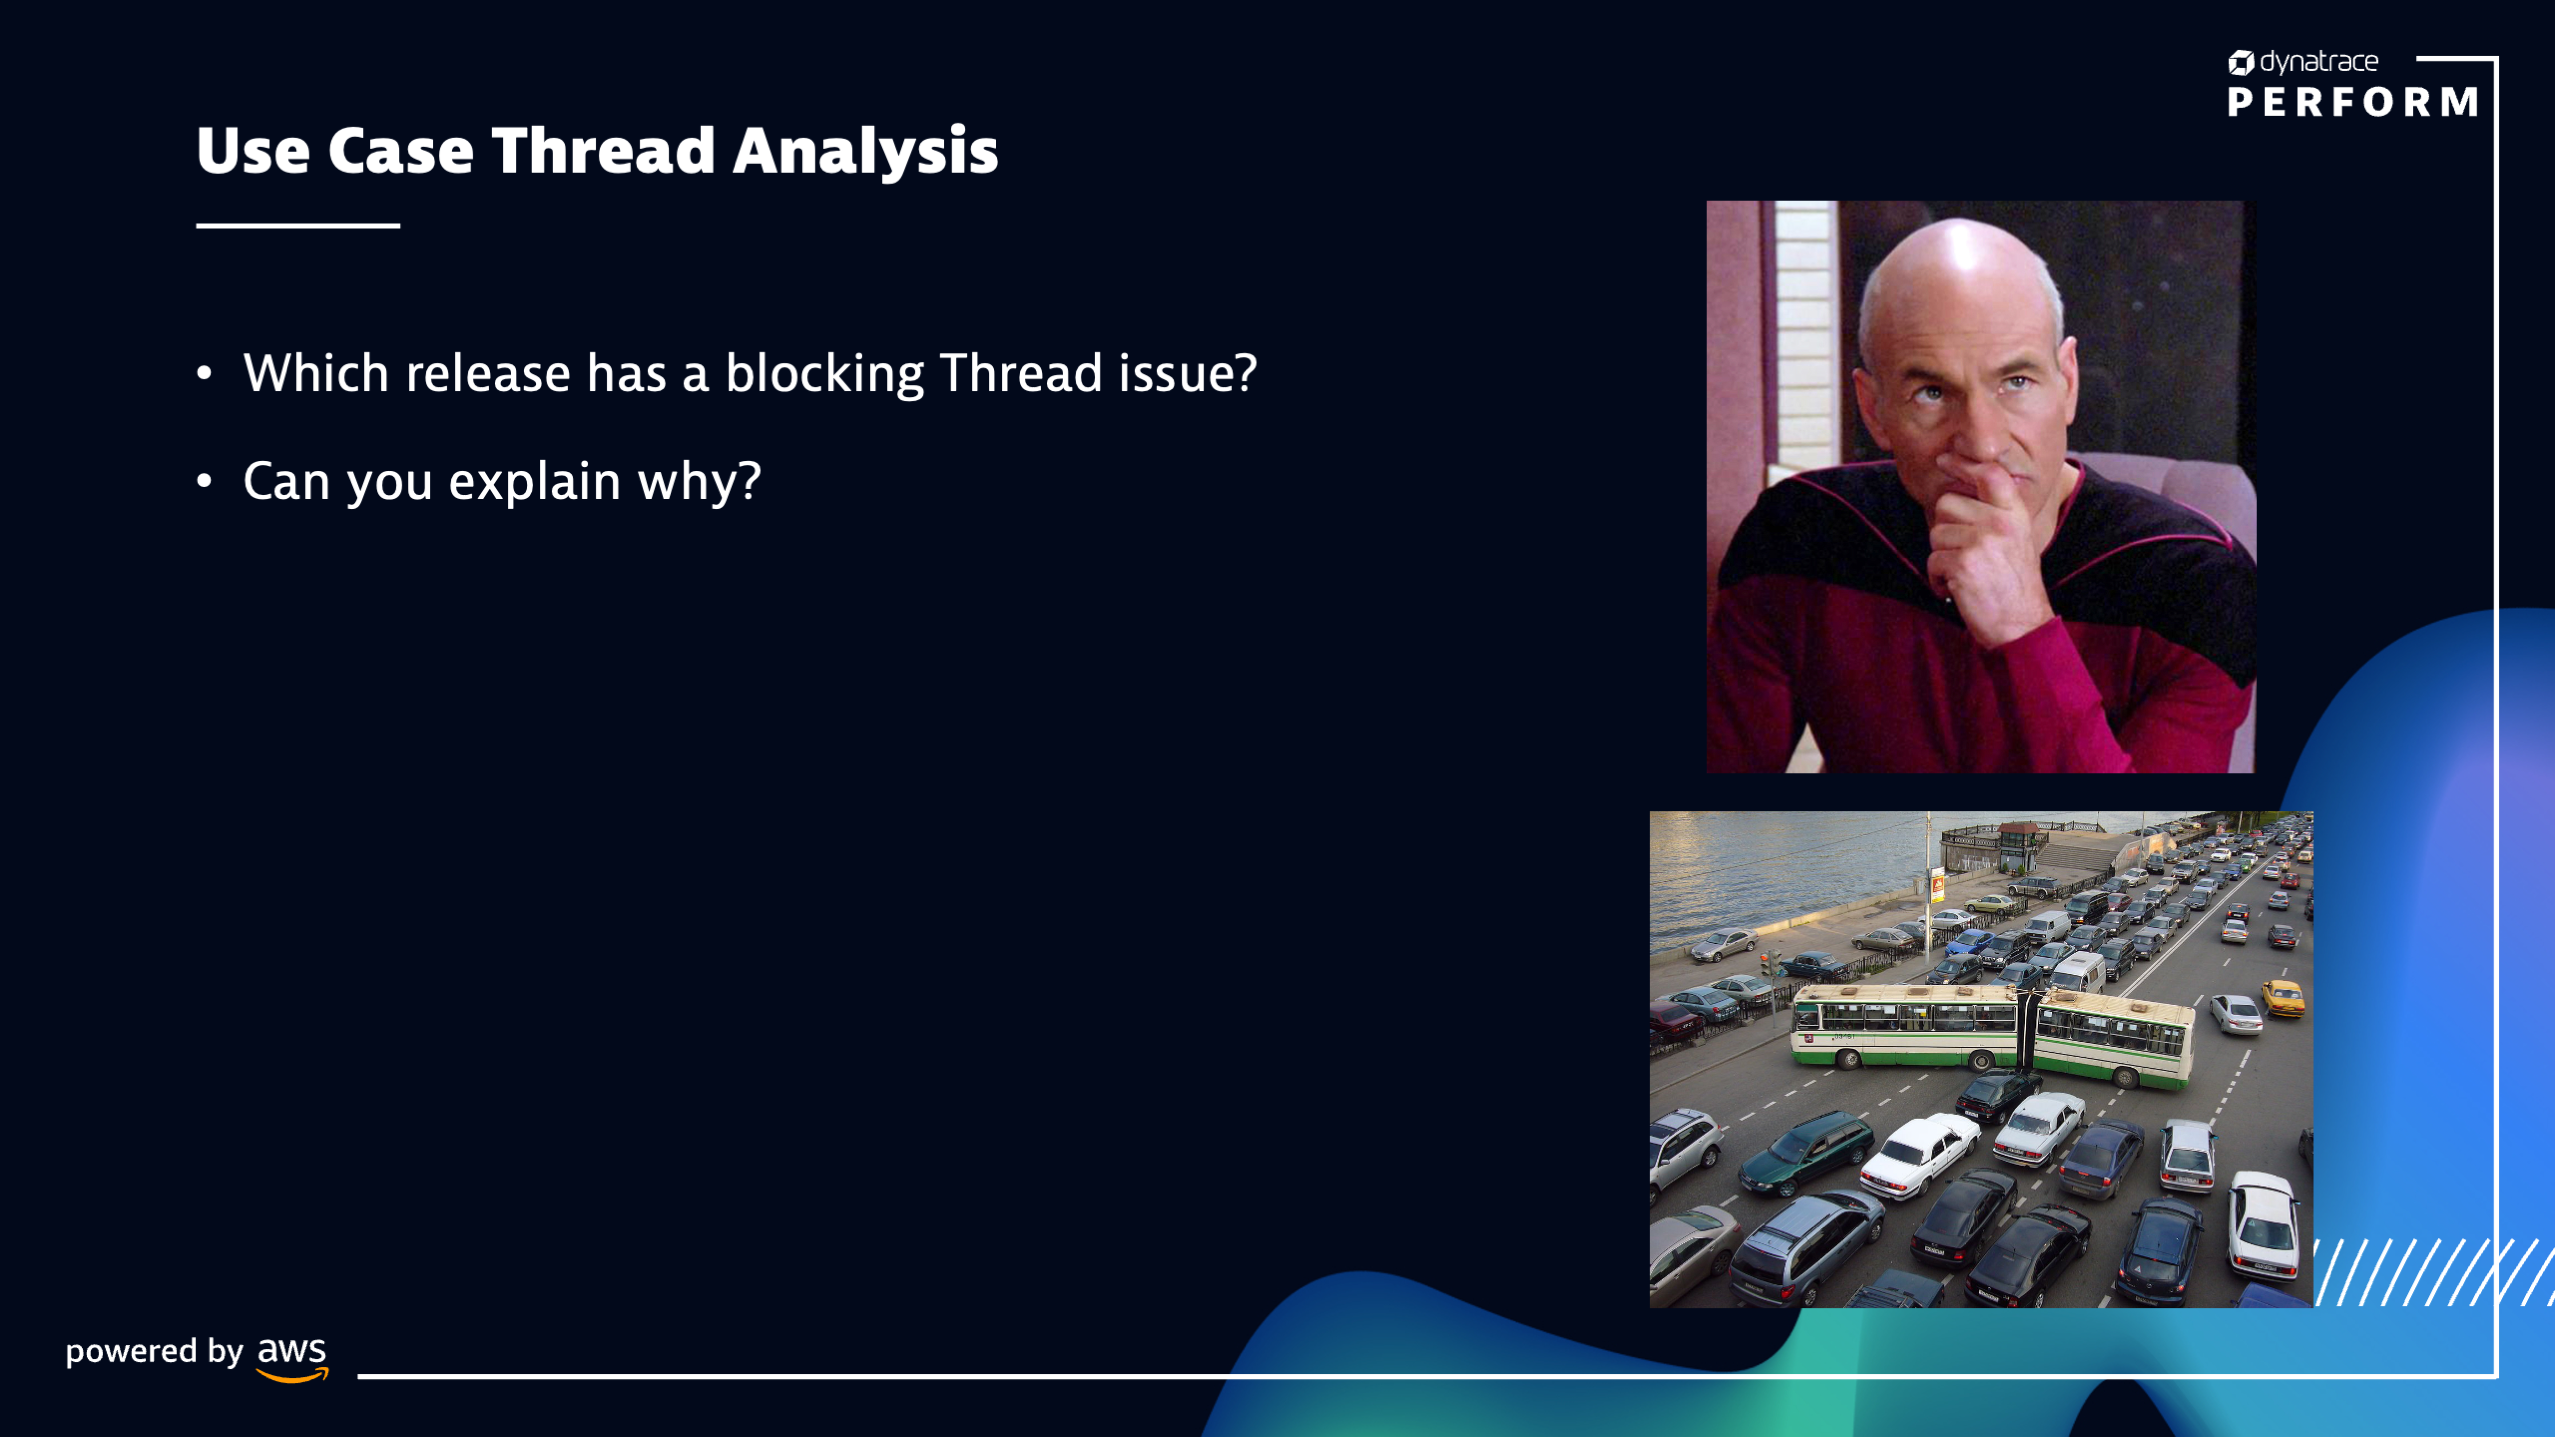 dynatrace
PERFORM
Use Case Thread Analysis
• Which release has a blocking Thread issue?
• Can you explain why?
powered by aws